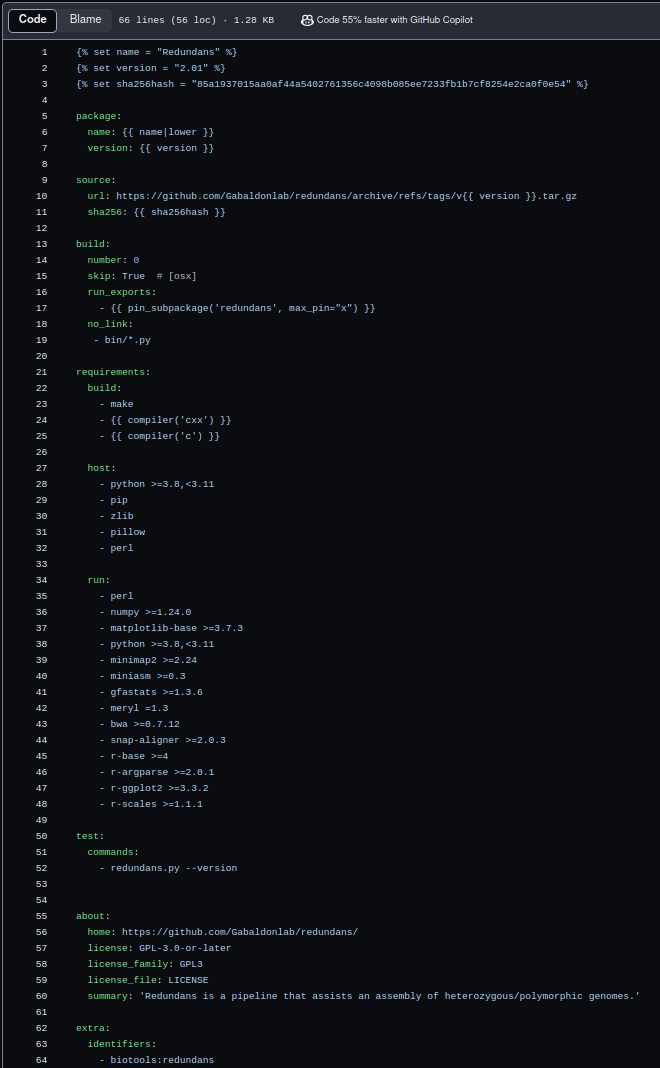 Code Blame 66 lines (56 loc) · 1.28 KB Code 55% faster with GitHub Copilot
1 {% set name = "Redundans" %}
2 {% set version = "2.01" %}
3 {% set sha256hash = "85a1937015aa0af44a5402761356c4098b085ee7233fb1b7cf8254e2ca0f0e54" %}
4
5 package:
6 name: {{ name|lower }}
7 version: {{ version }}
8
9 source:
10 url: https://github.com/Gabaldonlab/redundans/archive/refs/tags/v{{ version }}.tar.gz
11 sha256: {{ sha256hash }}
12
13 build:
14 number: 0
15 skip: True  # [osx]
16 run_exports:
17 - {{ pin_subpackage('redundans', max_pin="x") }}
18 no_link:
19 - bin/*.py
20
21 requirements:
22 build:
23 - make
24 - {{ compiler('cxx') }}
25 - {{ compiler('c') }}
26
27 host:
28 - python >=3.8,<3.11
29 - pip
30 - zlib
31 - pillow
32 - perl
33
34 run:
35 - perl
36 - numpy >=1.24.0
37 - matplotlib-base >=3.7.3
38 - python >=3.8,<3.11
39 - minimap2 >=2.24
40 - miniasm >=0.3
41 - gfastats >=1.3.6
42 - meryl =1.3
43 - bwa >=0.7.12
44 - snap-aligner >=2.0.3
45 - r-base >=4
46 - r-argparse >=2.0.1
47 - r-ggplot2 >=3.3.2
48 - r-scales >=1.1.1
49
50 test:
51 commands:
52 - redundans.py --version
53
54
55 about:
56 home: https://github.com/Gabaldonlab/redundans/
57 license: GPL-3.0-or-later
58 license_family: GPL3
59 license_file: LICENSE
60 summary: 'Redundans is a pipeline that assists an assembly of heterozygous/polymorphic genomes.'
61
62 extra:
63 identifiers:
64 - biotools:redundans